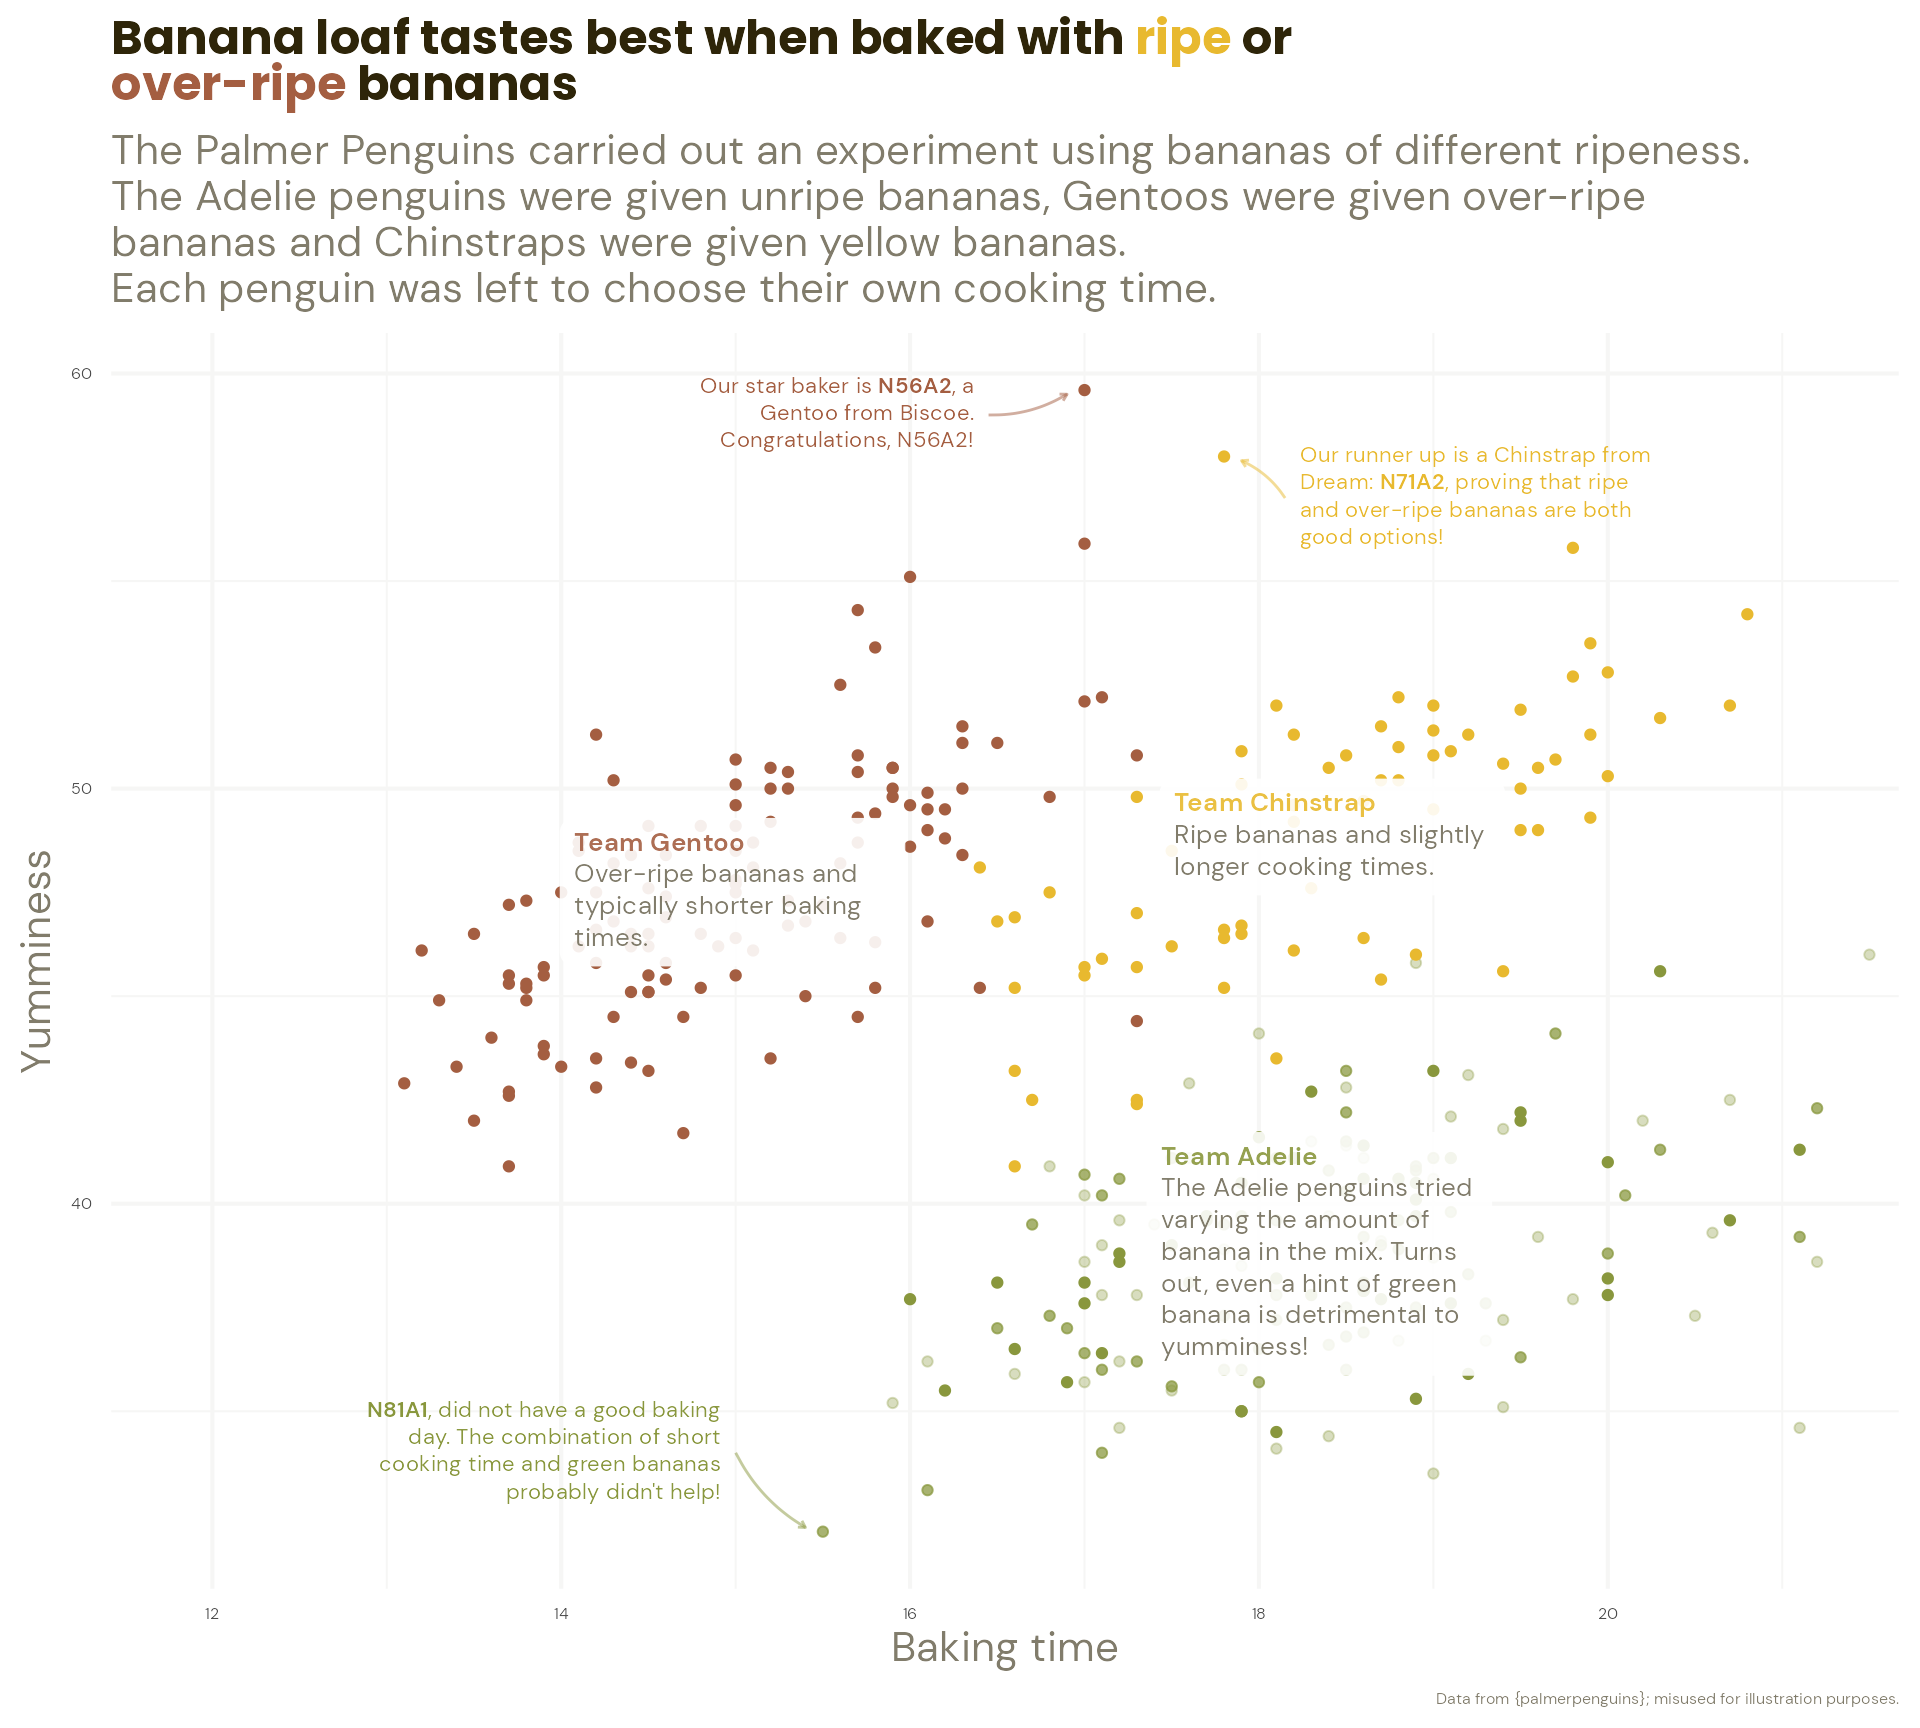 Banana loaf tastes best when baked with ripe or
over-ripe bananas
The Palmer Penguins carried out an experiment using bananas of different ripeness.
The Adelie penguins were given unripe bananas, Gentoos were given over-ripe
bananas and Chinstraps were given yellow bananas.
Each penguin was left to choose their own cooking time.
60
50
40
Yumminess
Our star baker is N56A2, a
Gentoo from Biscoe.
Congratulations, N56A2!
Our runner up is a Chinstrap from
Dream: N71A2, proving that ripe
and over-ripe bananas are both
good options!
Team Gentoo
Over-ripe bananas and
typically shorter baking
times.
Team Chinstrap
Ripe bananas and slightly
longer cooking times.
Team Adelie
The Adelie penguins tried
varying the amount of
banana in the mix. Turns
out, even a hint of green
banana is detrimental to
yumminess!
N81A1, did not have a good baking
day. The combination of short
cooking time and green bananas
probably didn't help!
12
14
16
18
20
Baking time
Data from {palmerpenguins}; misused for illustration purposes.